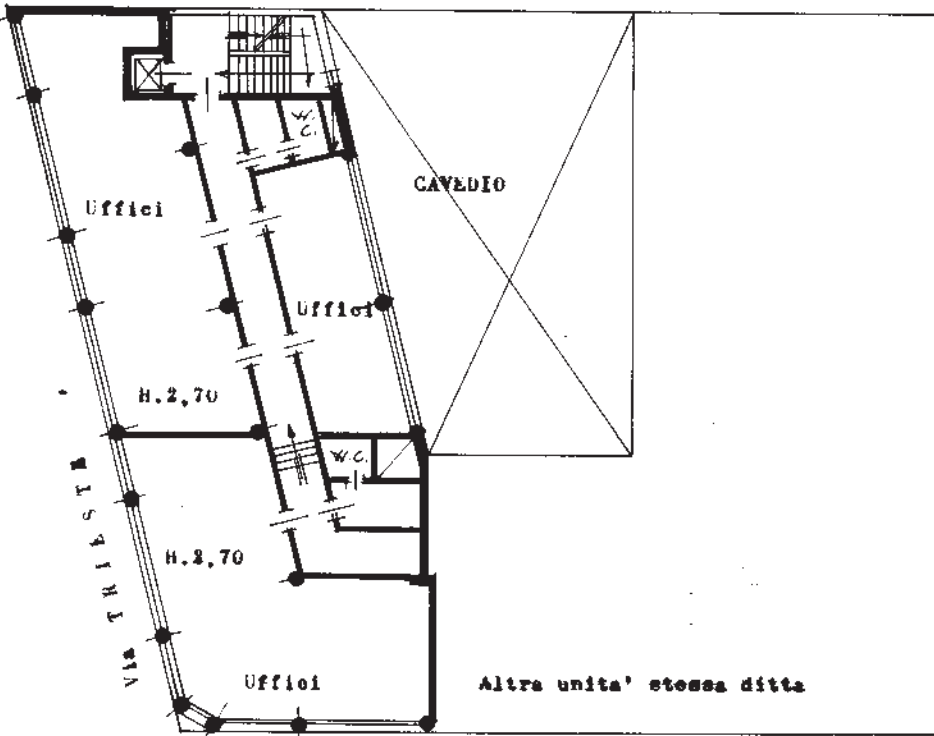 W.
C.
CAVEDIO
Uffici
Uffici
H.2,70
W.C.
Via TRIESTE
H.2,70
Uffici
Altra unita' stessa ditta